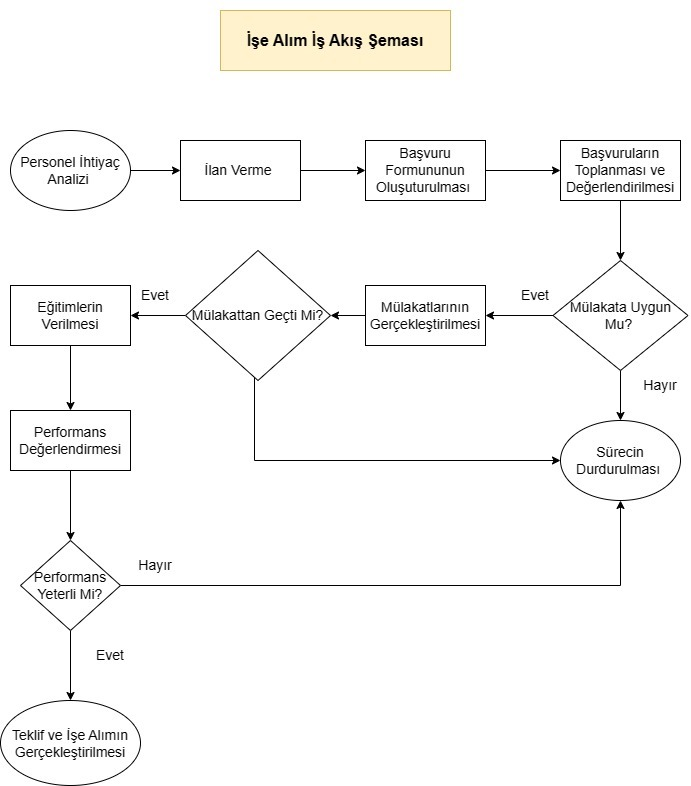 İşe Alım İş Akış Şeması
Personel İhtiyaç
Analizi
İlan Verme
Başvuru
Formununun
Oluşuturulması
Başvuruların
Toplanması ve
Değerlendirilmesi
Mülakata Uygun
Mu?
Evet
Hayır
Mülakatlarının
Gerçekleştirilmesi
Mülakattan Geçti Mi?
Evet
Eğitimlerin
Verilmesi
Performans
Değerlendirmesi
Sürecin
Durdurulması
Performans
Yeterli Mi?
Hayır
Evet
Teklif ve İşe Alımın
Gerçekleştirilmesi